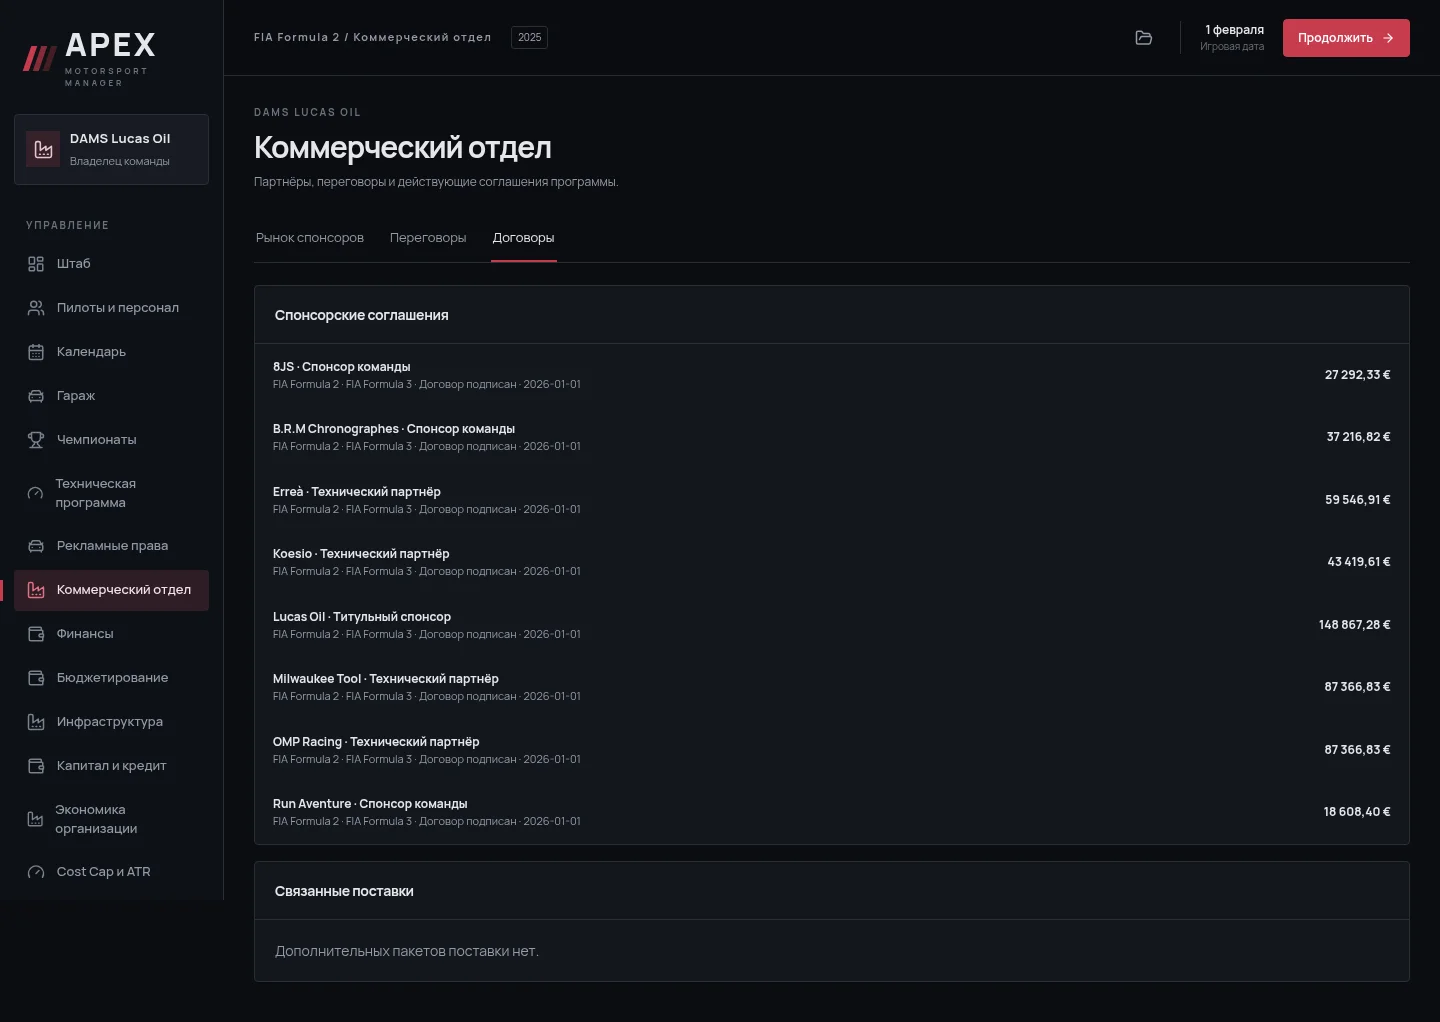 APEX
MOTORSPORT
MANAGER
DAMS Lucas Oil
Владелец команды
УПРАВЛЕНИЕ
Штаб
Пилоты и персонал
Календарь
Гараж
Чемпионаты
Техническая
программа
Рекламные права
Коммерческий отдел
Финансы
Бюджетирование
Инфраструктура
Капитал и кредит
Экономика
организации
Cost Cap и ATR
FIA Formula 2 / Коммерческий отдел 2025
1 февраля
Игровая дата
Продолжить →
DAMS LUCAS OIL
Коммерческий отдел
Партнёры, переговоры и действующие соглашения программы.
Рынок спонсоров Переговоры Договоры
Спонсорские соглашения
8JS · Спонсор команды
FIA Formula 2 · FIA Formula 3 · Договор подписан · 2026-01-01
27 292,33 €
B.R.M Chronographes · Спонсор команды
FIA Formula 2 · FIA Formula 3 · Договор подписан · 2026-01-01
37 216,82 €
Erreà · Технический партнёр
FIA Formula 2 · FIA Formula 3 · Договор подписан · 2026-01-01
59 546,91 €
Koesio · Технический партнёр
FIA Formula 2 · FIA Formula 3 · Договор подписан · 2026-01-01
43 419,61 €
Lucas Oil · Титульный спонсор
FIA Formula 2 · FIA Formula 3 · Договор подписан · 2026-01-01
148 867,28 €
Milwaukee Tool · Технический партнёр
FIA Formula 2 · FIA Formula 3 · Договор подписан · 2026-01-01
87 366,83 €
OMP Racing · Технический партнёр
FIA Formula 2 · FIA Formula 3 · Договор подписан · 2026-01-01
87 366,83 €
Run Aventure · Спонсор команды
FIA Formula 2 · FIA Formula 3 · Договор подписан · 2026-01-01
18 608,40 €
Связанные поставки
Дополнительных пакетов поставки нет.